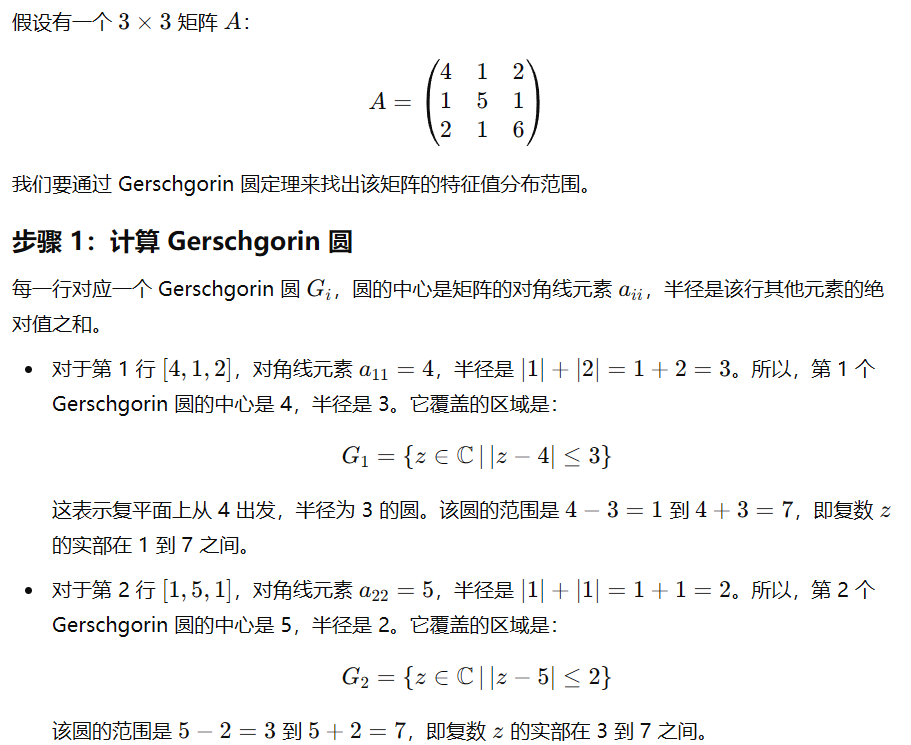 假设有一个 3 × 3 矩阵 A：
A = \begin{pmatrix} 4 & 1 & 2 \\ 1 & 5 & 1 \\ 2 & 1 & 6 \end{pmatrix}
我们要通过 Gerschgorin 圆定理来找出该矩阵的特征值分布范围。
步骤 1：计算 Gerschgorin 圆
每一行对应一个 Gerschgorin 圆 G_i，圆的中心是矩阵的对角线元素 a_{ii}，半径是该行其他元素的绝
对值之和。
• 对于第 1 行 [4, 1, 2]，对角线元素 a_{11} = 4，半径是 |1| + |2| = 1 + 2 = 3。所以，第 1 个
Gerschgorin 圆的中心是 4，半径是 3。它覆盖的区域是：
G_1 = {z ∈ ℂ | |z − 4| ≤ 3}
这表示复平面上从 4 出发，半径为 3 的圆。该圆的范围是 4 − 3 = 1 到 4 + 3 = 7，即复数 z
的实部在 1 到 7 之间。
• 对于第 2 行 [1, 5, 1]，对角线元素 a_{22} = 5，半径是 |1| + |1| = 1 + 1 = 2。所以，第 2 个
Gerschgorin 圆的中心是 5，半径是 2。它覆盖的区域是：
G_2 = {z ∈ ℂ | |z − 5| ≤ 2}
该圆的范围是 5 − 2 = 3 到 5 + 2 = 7，即复数 z 的实部在 3 到 7 之间。